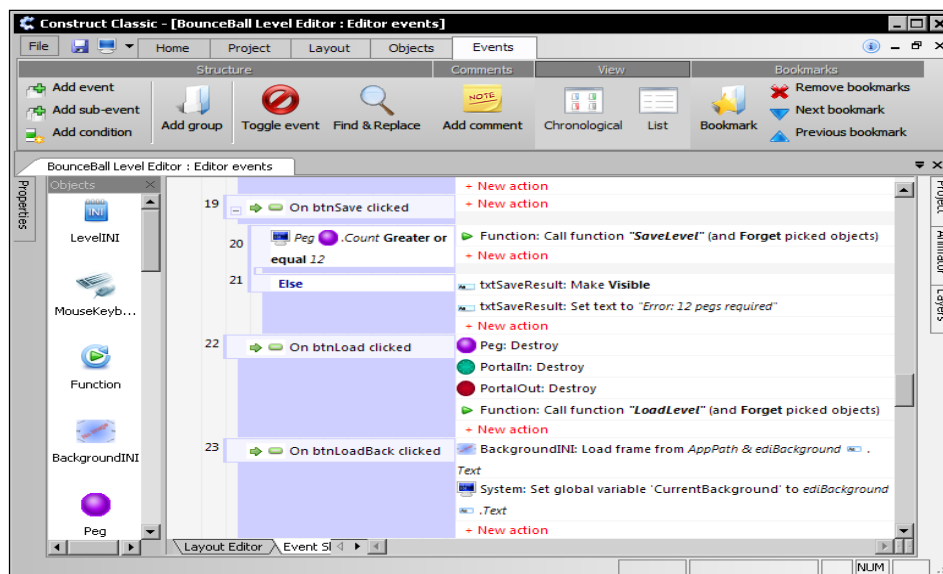 Construct Classic - [BounceBall Level Editor : Editor events]
File Home Project Layout Objects Events
Structure Comments View Bookmarks
Add event
Add sub-event
Add condition
Add group
Toggle event
Find & Replace
NOTE
Add comment
Chronological
List
Bookmark
Remove bookmarks
Next bookmark
Previous bookmark
BounceBall Level Editor : Editor events
Properties
Objects
INI
LevelINI
MouseKeyb...
Function
BackgroundINI
Peg
+ New action
19 On btnSave clicked
+ New action
20 Peg .Count Greater or
equal 12
Function: Call function "SaveLevel" (and Forget picked objects)
+ New action
21 Else
txtSaveResult: Make Visible
txtSaveResult: Set text to "Error: 12 pegs required"
+ New action
22 On btnLoad clicked
Peg: Destroy
PortalIn: Destroy
PortalOut: Destroy
Function: Call function "LoadLevel" (and Forget picked objects)
+ New action
23 On btnLoadBack clicked
BackgroundINI: Load frame from AppPath & ediBackground .
Text
System: Set global variable 'CurrentBackground' to ediBackground
.Text
+ New action
Project
Animator
Layers
Layout Editor
Event Sl
NUM